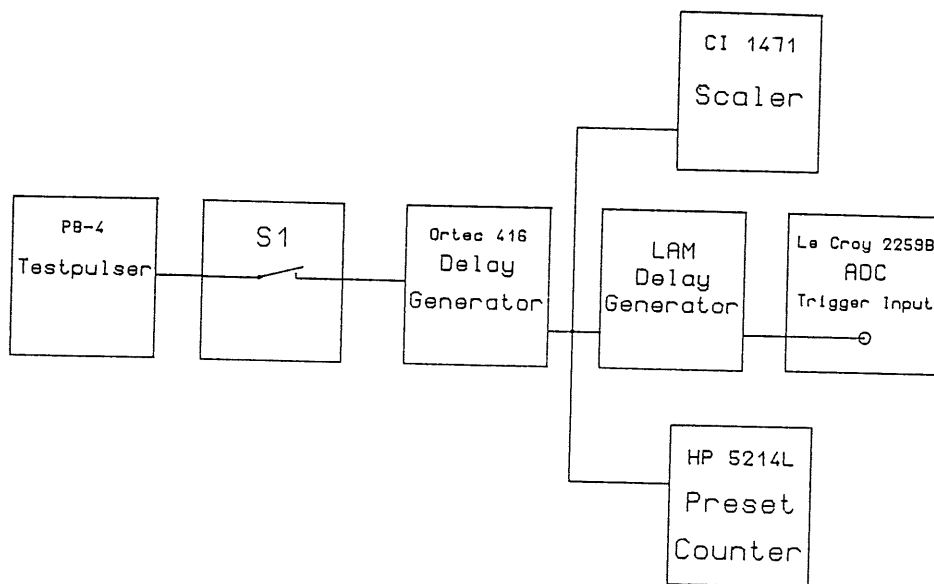 CI 1471
Scaler
PB-4
Testpulser
S1
Ortec 416
Delay
Generator
LAM
Delay
Generator
Le Croy 2259B
ADC
Trigger Input
HP 5214L
Preset
Counter